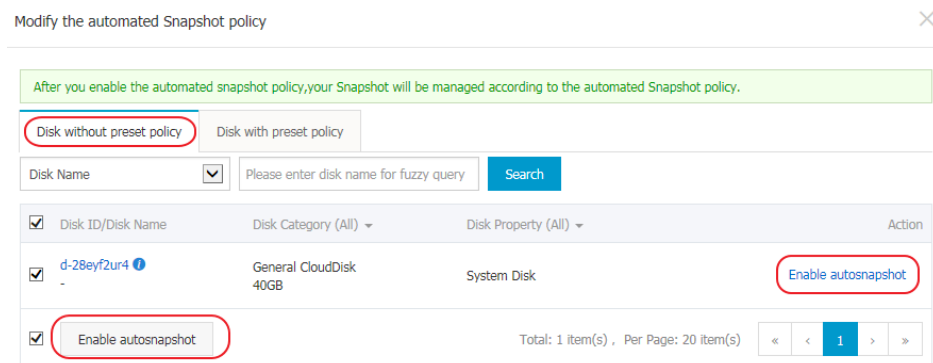 Modify the automated Snapshot policy
After you enable the automated snapshot policy,your Snapshot will be managed according to the automated Snapshot policy.
Disk without preset policy Disk with preset policy
Disk Name Please enter disk name for fuzzy query Search
Disk ID/Disk Name Disk Category (All) Disk Property (All) Action
d-28eyf2ur4 General CloudDisk System Disk Enable autosnapshot
- 40GB
Enable autosnapshot Total: 1 item(s) , Per Page: 20 item(s) « ‹ 1 › »